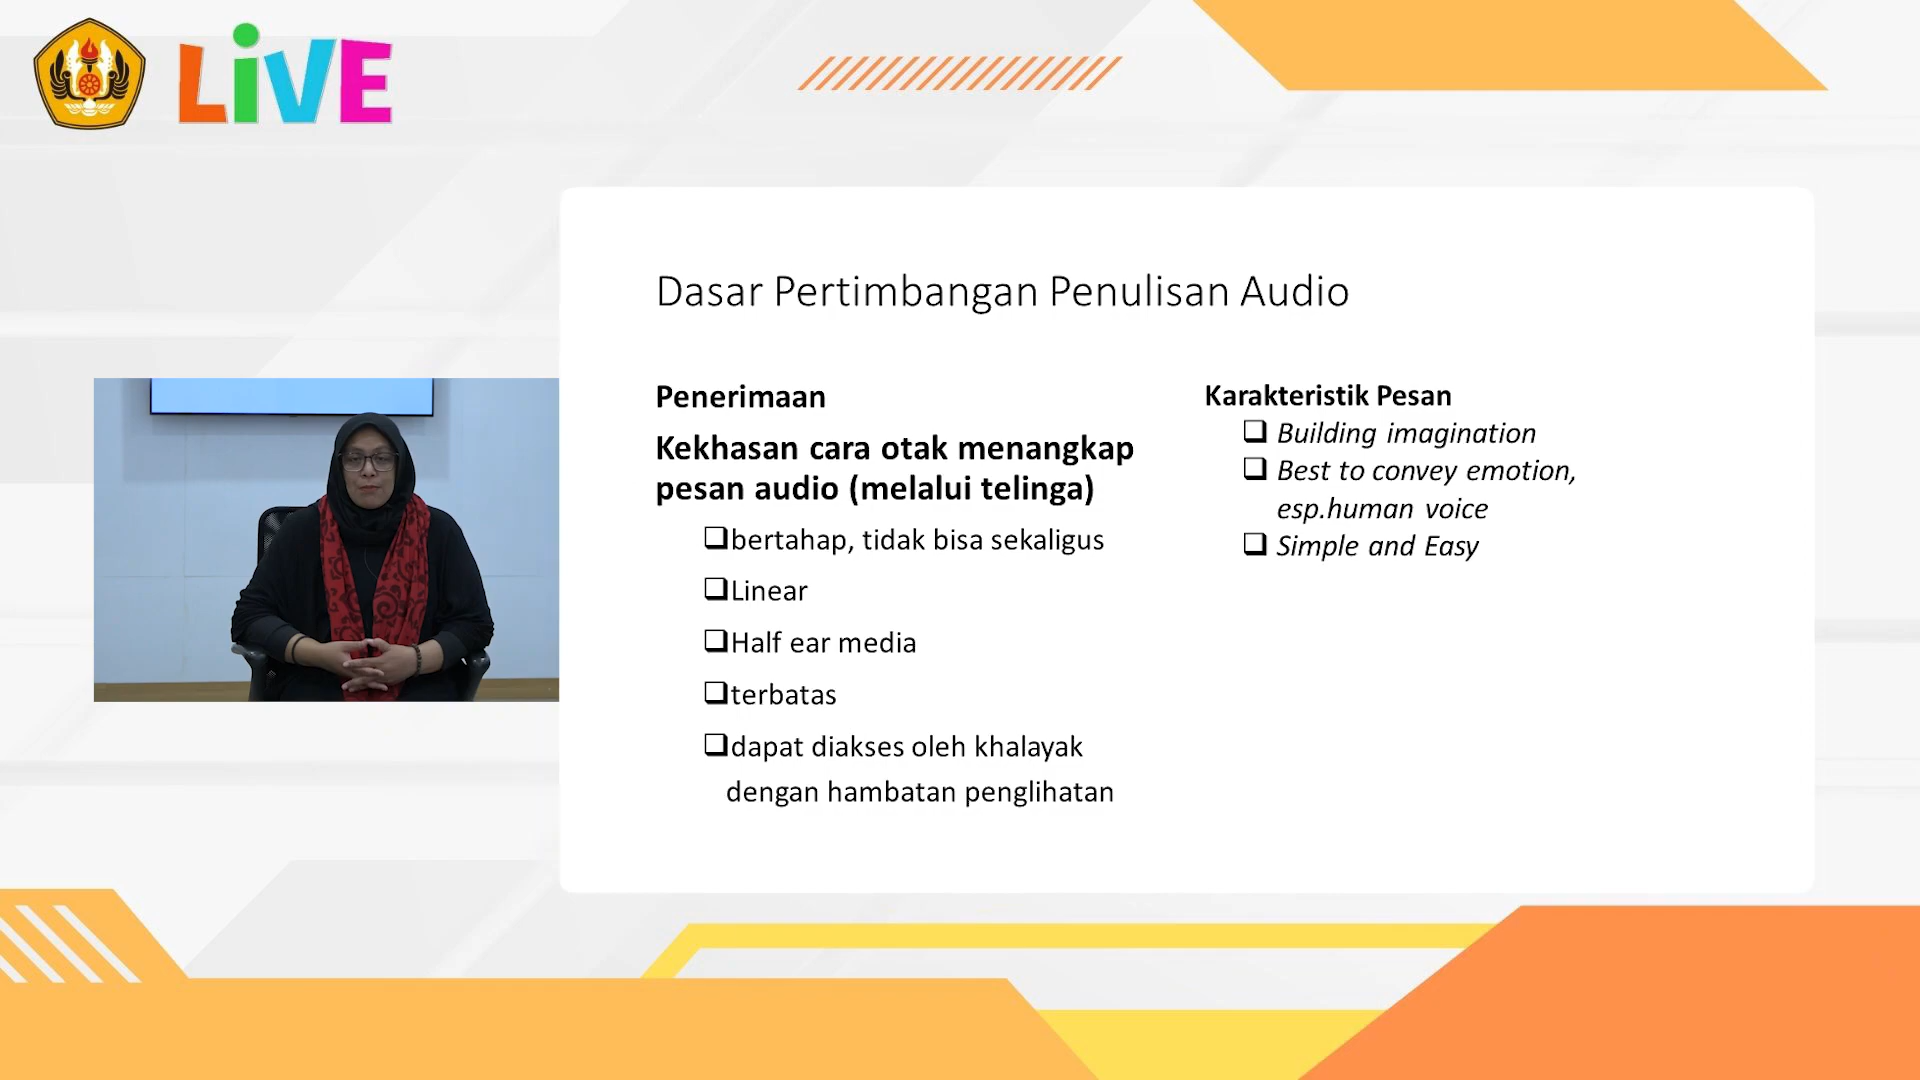 LiVE
Dasar Pertimbangan Penulisan Audio
Penerimaan
Kekhasan cara otak menangkap
pesan audio (melalui telinga)
❑bertahap, tidak bisa sekaligus
❑Linear
❑Half ear media
❑terbatas
❑dapat diakses oleh khalayak
dengan hambatan penglihatan
Karakteristik Pesan
❑ Building imagination
❑ Best to convey emotion,
esp.human voice
❑ Simple and Easy